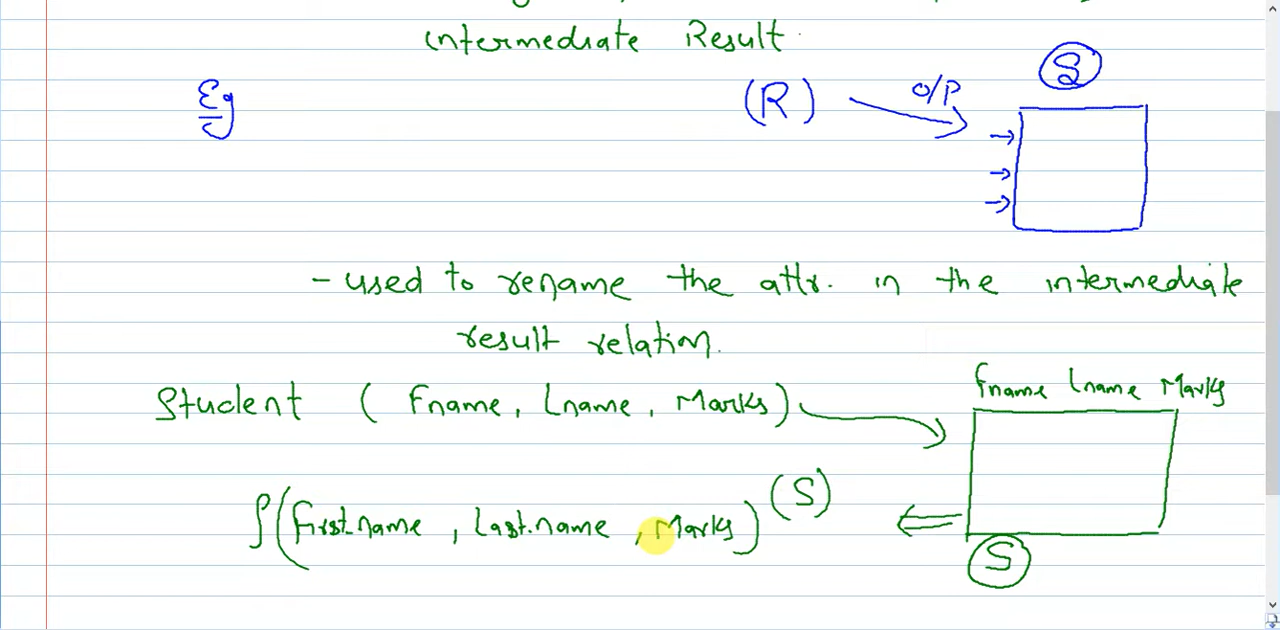 intermediate Result
Eg (R) O/P S
- used to rename the attr. in the intermediate
result relation.
Fname Lname Marks
Student ( Fname, Lname, Marks)
ρ(First.name, Last.name, Marks) (S)
S